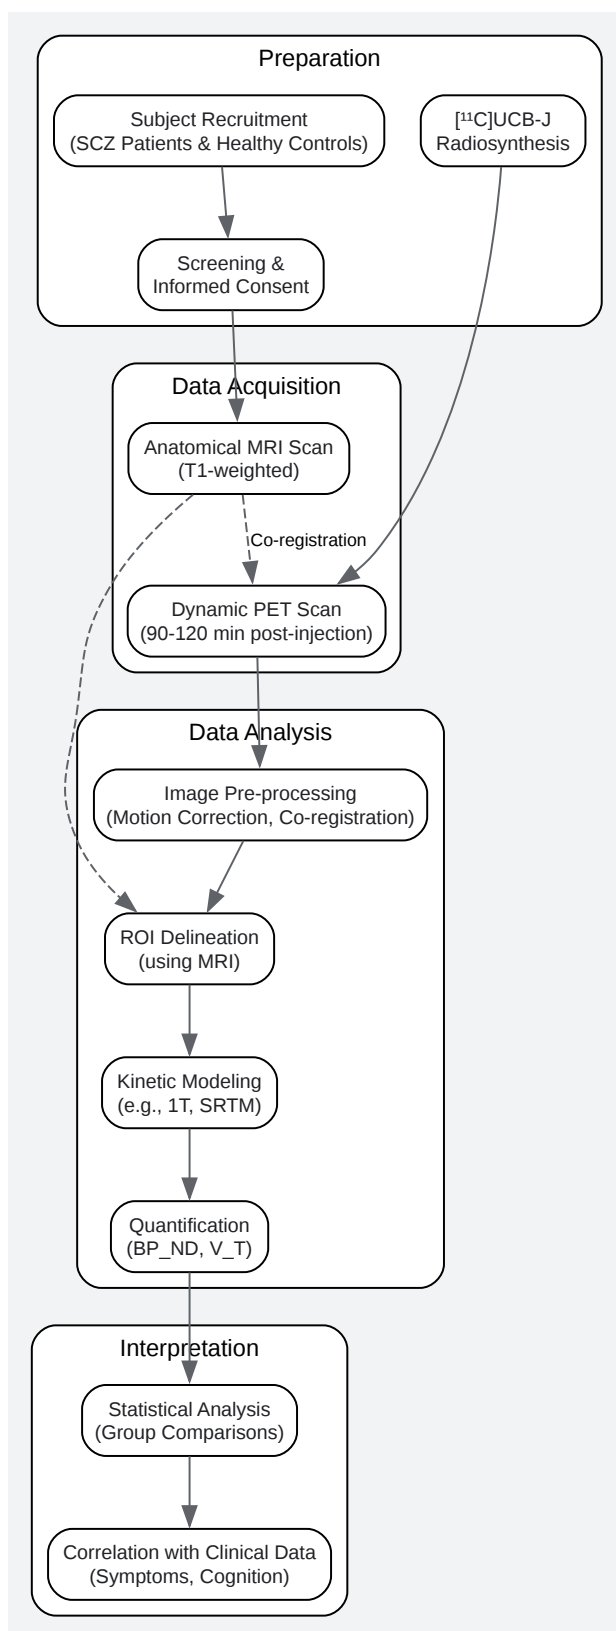 Preparation
Subject Recruitment
(SCZ Patients & Healthy Controls)
[¹¹C]UCB-J
Radiosynthesis
Screening &
Informed Consent
Data Acquisition
Anatomical MRI Scan
(T1-weighted)
Co-registration
Dynamic PET Scan
(90-120 min post-injection)
Data Analysis
Image Pre-processing
(Motion Correction, Co-registration)
ROI Delineation
(using MRI)
Kinetic Modeling
(e.g., 1T, SRTM)
Quantification
(BP_ND, V_T)
Interpretation
Statistical Analysis
(Group Comparisons)
Correlation with Clinical Data
(Symptoms, Cognition)